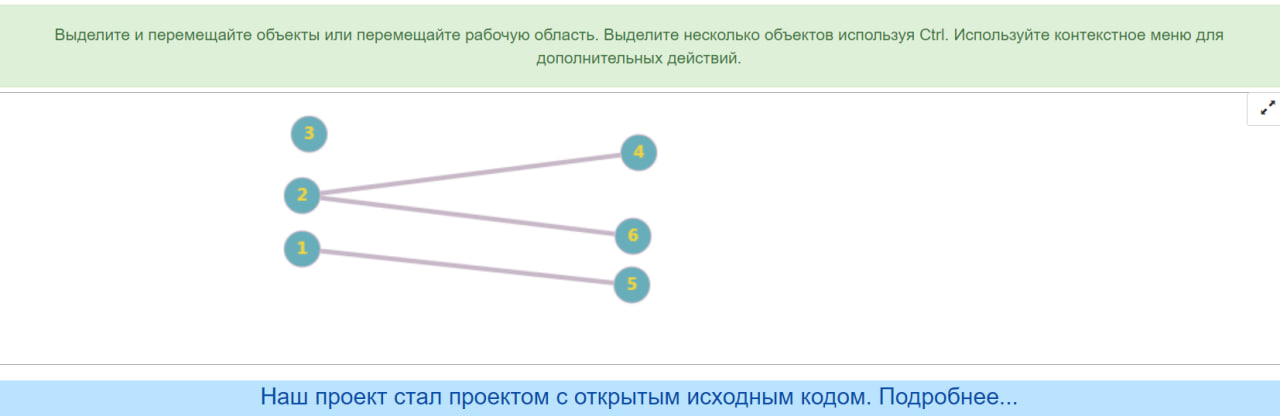 Выделите и перемещайте объекты или перемещайте рабочую область. Выделите несколько объектов используя Ctrl. Используйте контекстное меню для
дополнительных действий.
3
4
2
6
1
5
Наш проект стал проектом с открытым исходным кодом. Подробнее...